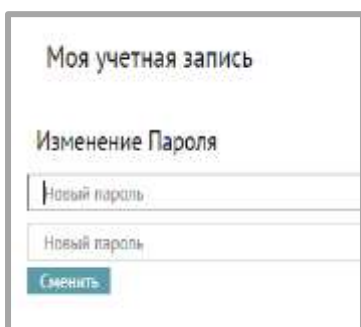 Моя учетная запись
Изменение Пароля
Новый пароль
Новый пароль
Сменить